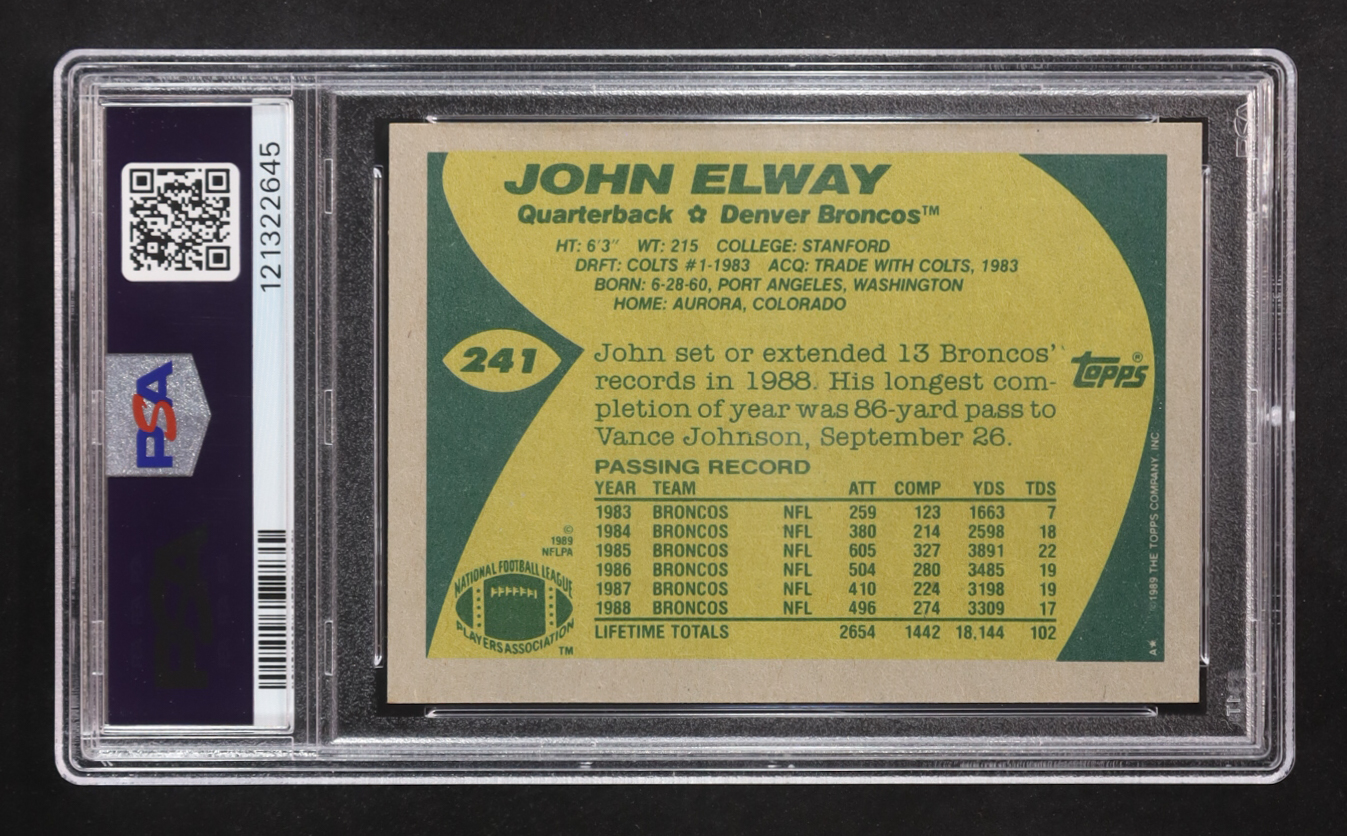 121322645
PSA
JOHN ELWAY
Quarterback ✿ Denver Broncos™
HT: 6'3" WT: 215 COLLEGE: STANFORD
DRFT: COLTS #1-1983 ACQ: TRADE WITH COLTS, 1983
BORN: 6-28-60, PORT ANGELES, WASHINGTON
HOME: AURORA, COLORADO
241
John set or extended 13 Broncos'
records in 1988. His longest com-
pletion of year was 86-yard pass to
Vance Johnson, September 26.
topps®
PASSING RECORD
YEAR TEAM ATT COMP YDS TDS
1983 BRONCOS NFL 259 123 1663 7
1984 BRONCOS NFL 380 214 2598 18
1985 BRONCOS NFL 605 327 3891 22
1986 BRONCOS NFL 504 280 3485 19
1987 BRONCOS NFL 410 224 3198 19
1988 BRONCOS NFL 496 274 3309 17
LIFETIME TOTALS 2654 1442 18,144 102
©
1989
NFLPA
NATIONAL FOOTBALL LEAGUE
PLAYERS ASSOCIATION
™
©1989 THE TOPPS COMPANY, INC.
A★
PSA